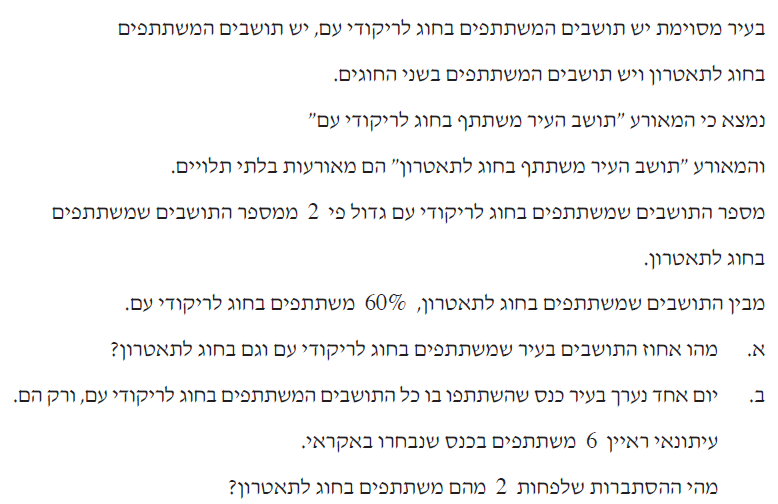 בעיר מסוימת יש תושבים המשתתפים בחוג לריקודי עם, יש תושבים המשתתפים
בחוג לתאטרון ויש תושבים המשתתפים בשני החוגים.
נמצא כי המאורע "תושב העיר משתתף בחוג לריקודי עם"
והמאורע "תושב העיר משתתף בחוג לתאטרון" הם מאורעות בלתי תלויים.
מספר התושבים שמשתתפים בחוג לריקודי עם גדול פי 2 ממספר התושבים שמשתתפים
בחוג לתאטרון.
מבין התושבים שמשתתפים בחוג לתאטרון, 60% משתתפים בחוג לריקודי עם.
א. מהו אחוז התושבים בעיר שמשתתפים בחוג לריקודי עם וגם בחוג לתאטרון?
ב. יום אחד נערך בעיר כנס שהשתתפו בו כל התושבים המשתתפים בחוג לריקודי עם, ורק הם.
עיתונאי ראיין 6 משתתפים בכנס שנבחרו באקראי.
מהי ההסתברות שלפחות 2 מהם משתתפים בחוג לתאטרון?